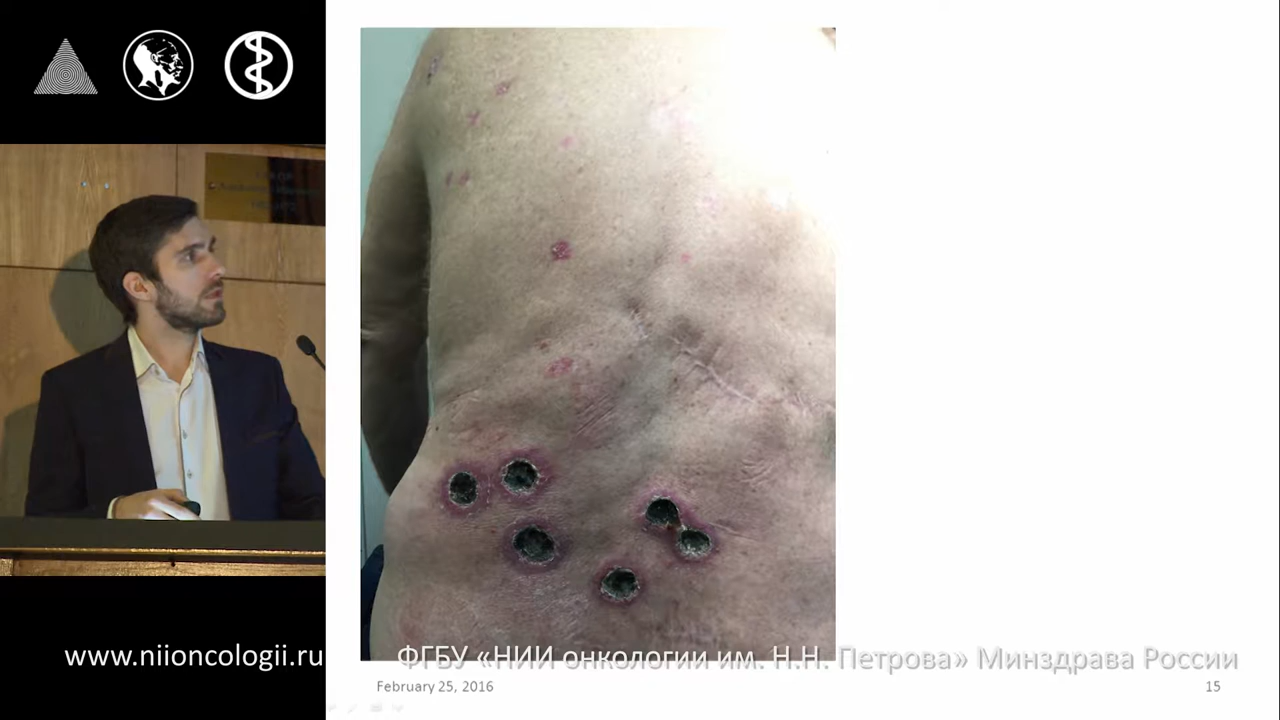 www.niioncologii.ru
ФГБУ «НИИ онкологии им. Н.Н. Петрова» Минздрава России
February 25, 2016
15